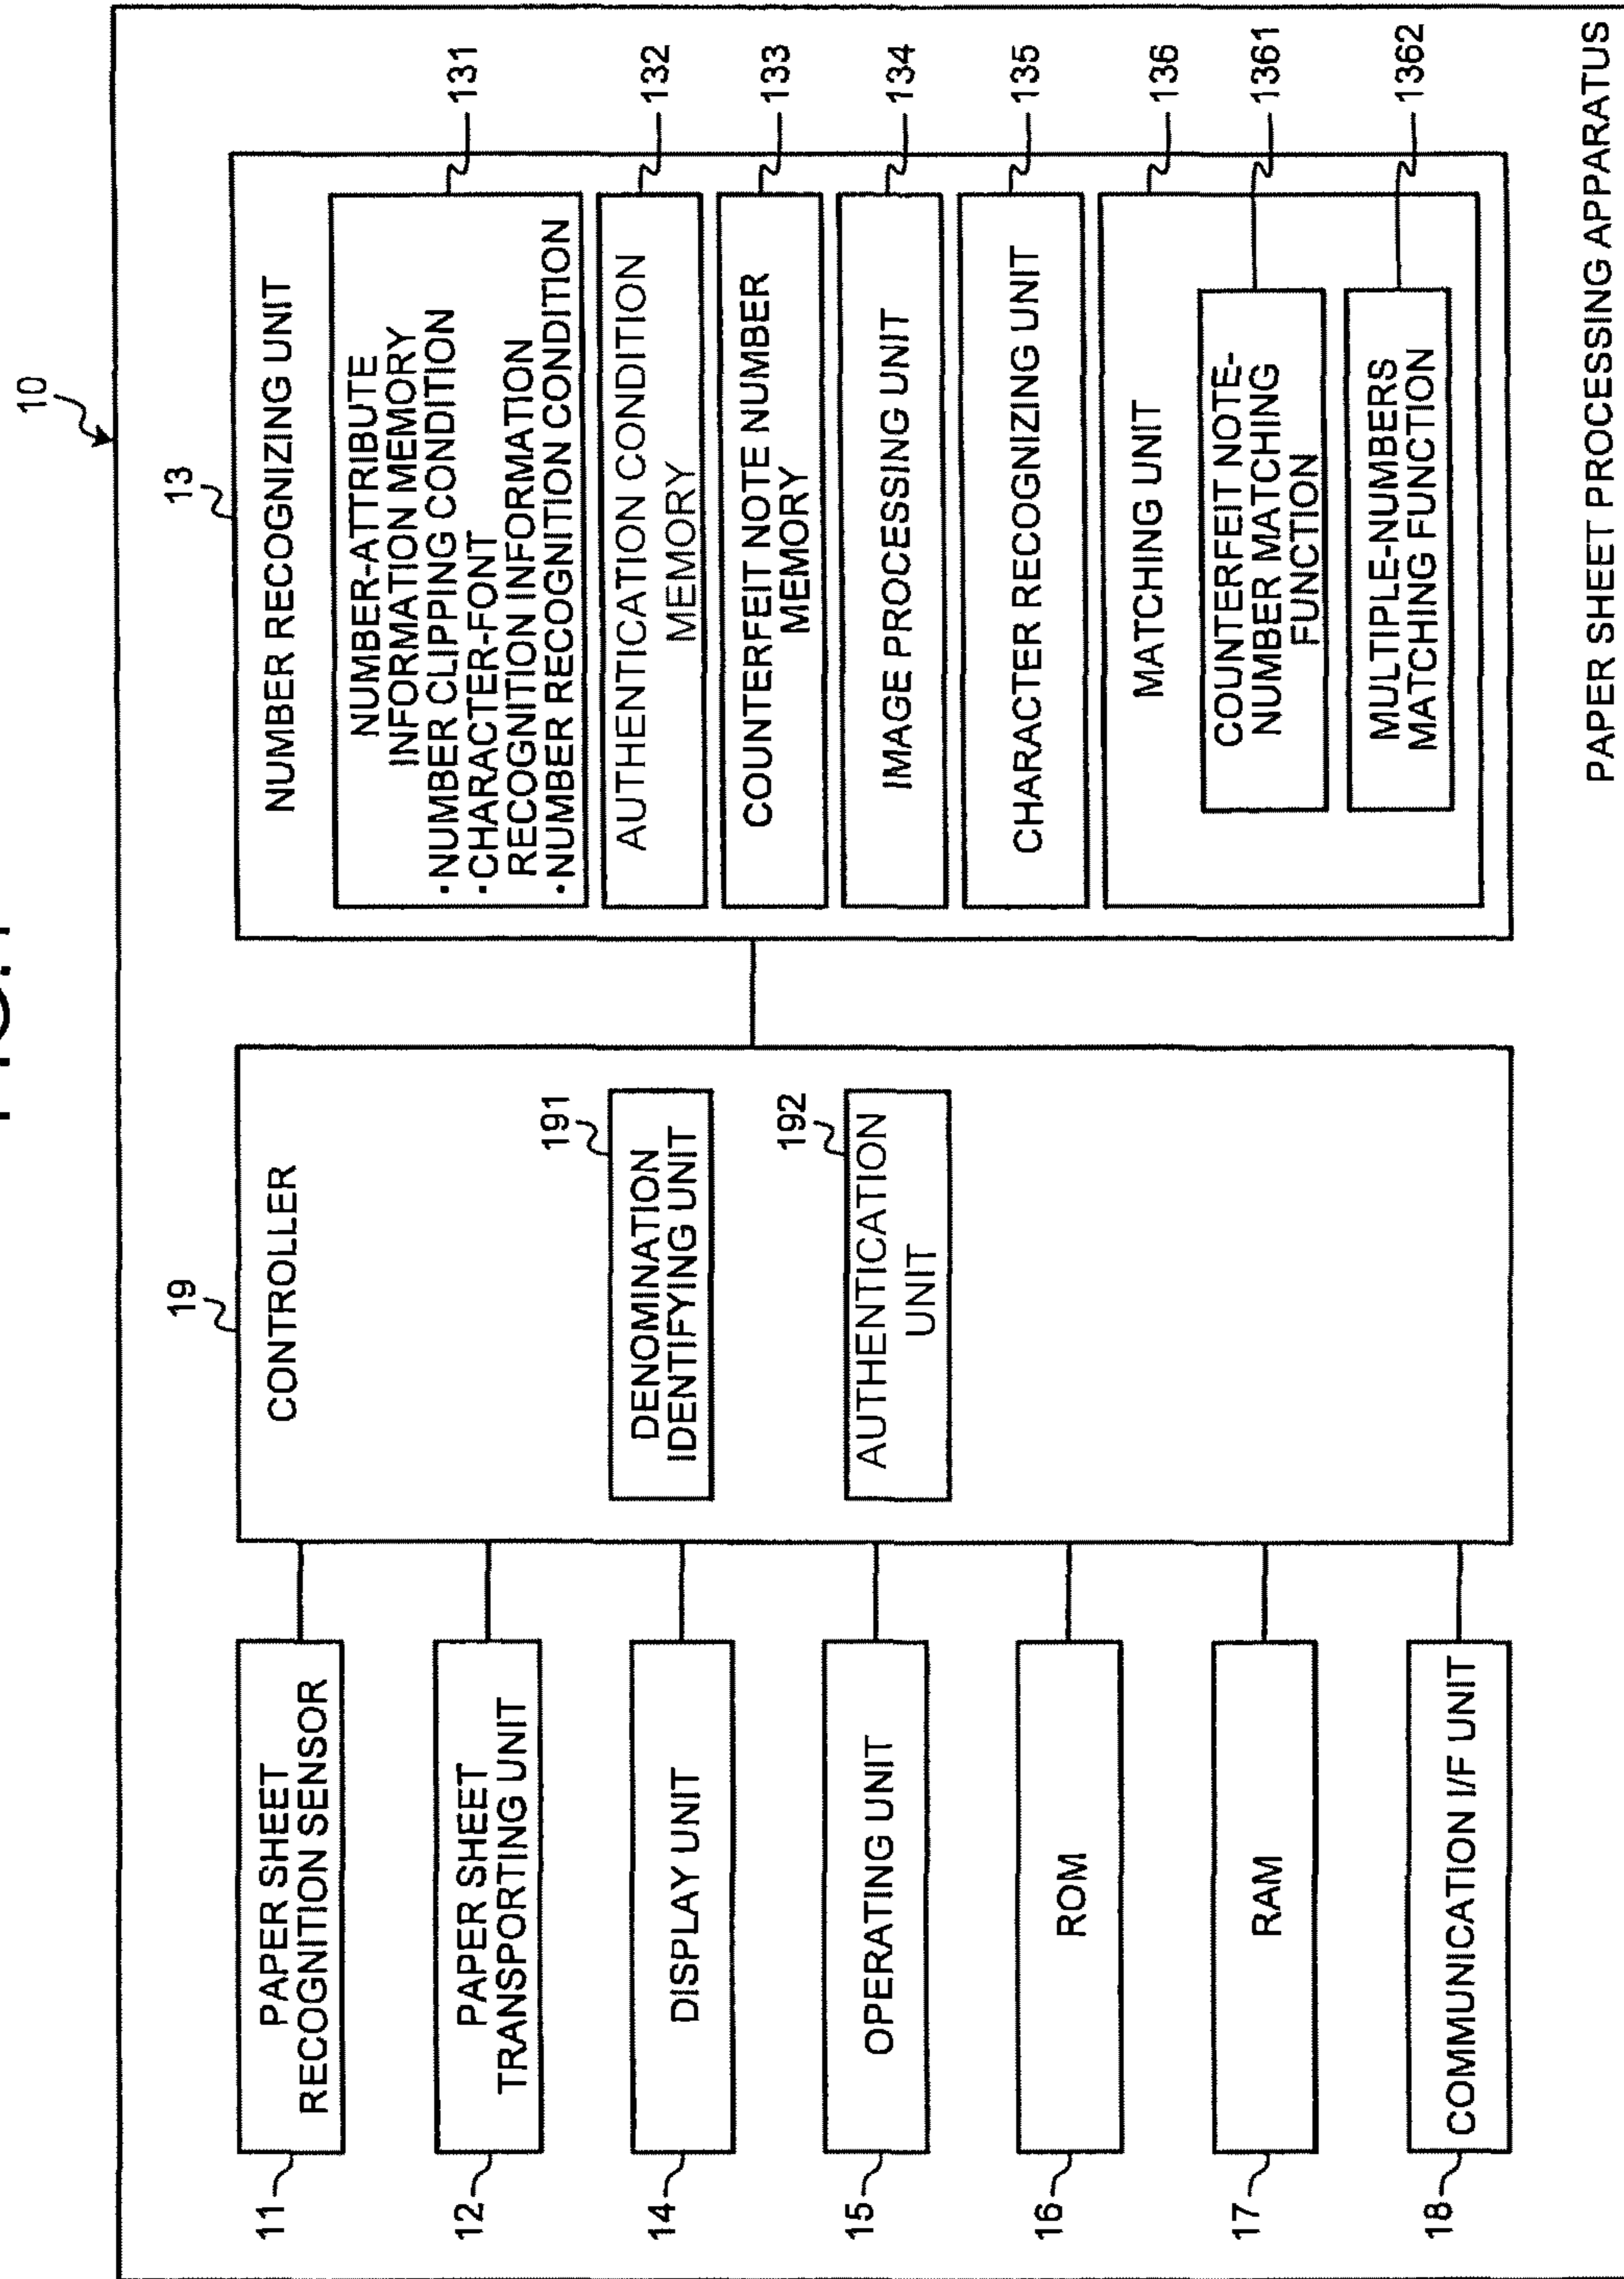 10
11
PAPER SHEET
RECOGNITION SENSOR
12
PAPER SHEET
TRANSPORTING UNIT
14
DISPLAY UNIT
15
OPERATING UNIT
16
ROM
17
RAM
18
COMMUNICATION I/F UNIT
19
CONTROLLER
191
DENOMINATION
IDENTIFYING UNIT
192
AUTHENTICATION
UNIT
13
NUMBER RECOGNIZING UNIT
NUMBER-ATTRIBUTE
INFORMATION MEMORY
・NUMBER CLIPPING CONDITION
・CHARACTER-FONT
RECOGNITION INFORMATION
・NUMBER RECOGNITION CONDITION
131
AUTHENTICATION CONDITION
MEMORY
132
COUNTERFEIT NOTE NUMBER
MEMORY
133
IMAGE PROCESSING UNIT
134
CHARACTER RECOGNIZING UNIT
135
MATCHING UNIT
136
COUNTERFEIT NOTE-
NUMBER MATCHING
FUNCTION
1361
MULTIPLE-NUMBERS
MATCHING FUNCTION
1362
PAPER SHEET PROCESSING APPARATUS